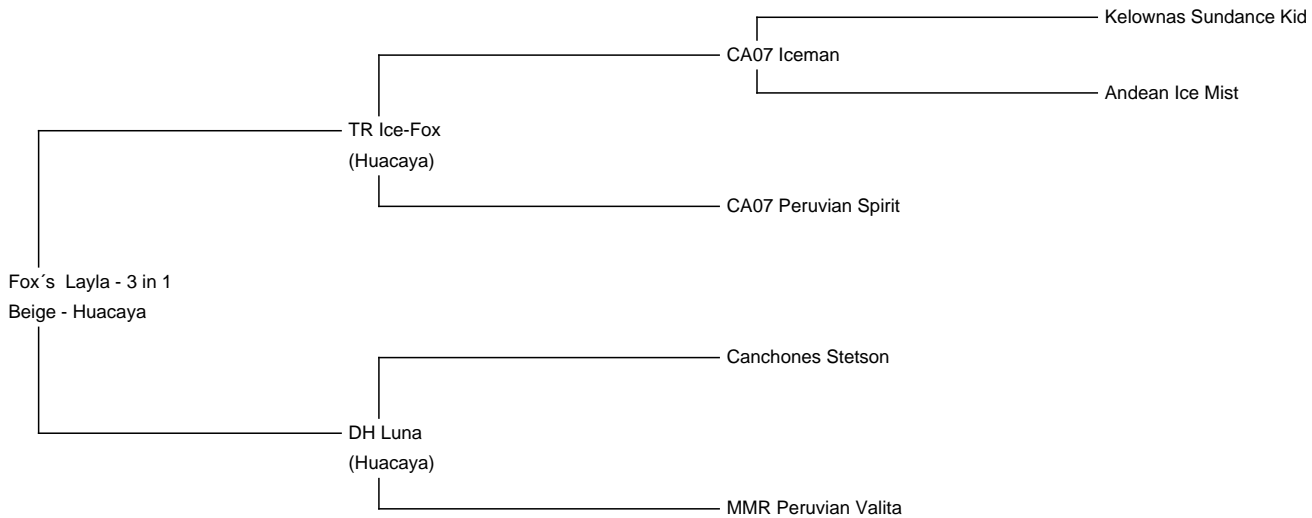 Kelownas Sundance Kid
CA07 Iceman
Andean Ice Mist
TR Ice-Fox
(Huacaya)
CA07 Peruvian Spirit
Fox´s  Layla - 3 in 1
Beige - Huacaya
Canchones Stetson
DH Luna
(Huacaya)
MMR Peruvian Valita